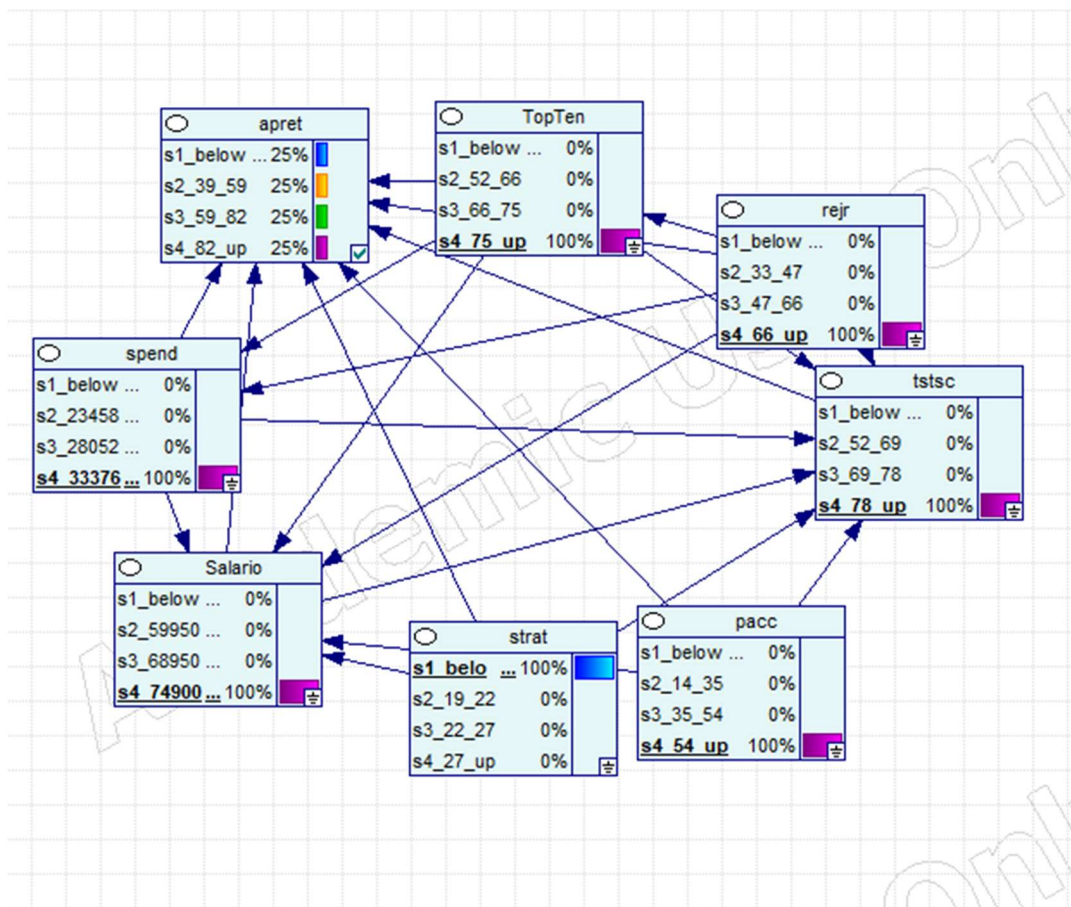 apret
s1_below ... 25%
s2_39_59 25%
s3_59_82 25%
s4_82_up 25%
TopTen
s1_below ... 0%
s2_52_66 0%
s3_66_75 0%
s4_75_up 100%
rejr
s1_below ... 0%
s2_33_47 0%
s3_47_66 0%
s4_66_up 100%
spend
s1_below ... 0%
s2_23458 ... 0%
s3_28052 ... 0%
s4_33376 ... 100%
tstsc
s1_below ... 0%
s2_52_69 0%
s3_69_78 0%
s4_78_up 100%
Salario
s1_below ... 0%
s2_59950 ... 0%
s3_68950 ... 0%
s4_74900 ... 100%
strat
s1_belo ... 100%
s2_19_22 0%
s3_22_27 0%
s4_27_up 0%
pacc
s1_below ... 0%
s2_14_35 0%
s3_35_54 0%
s4_54_up 100%